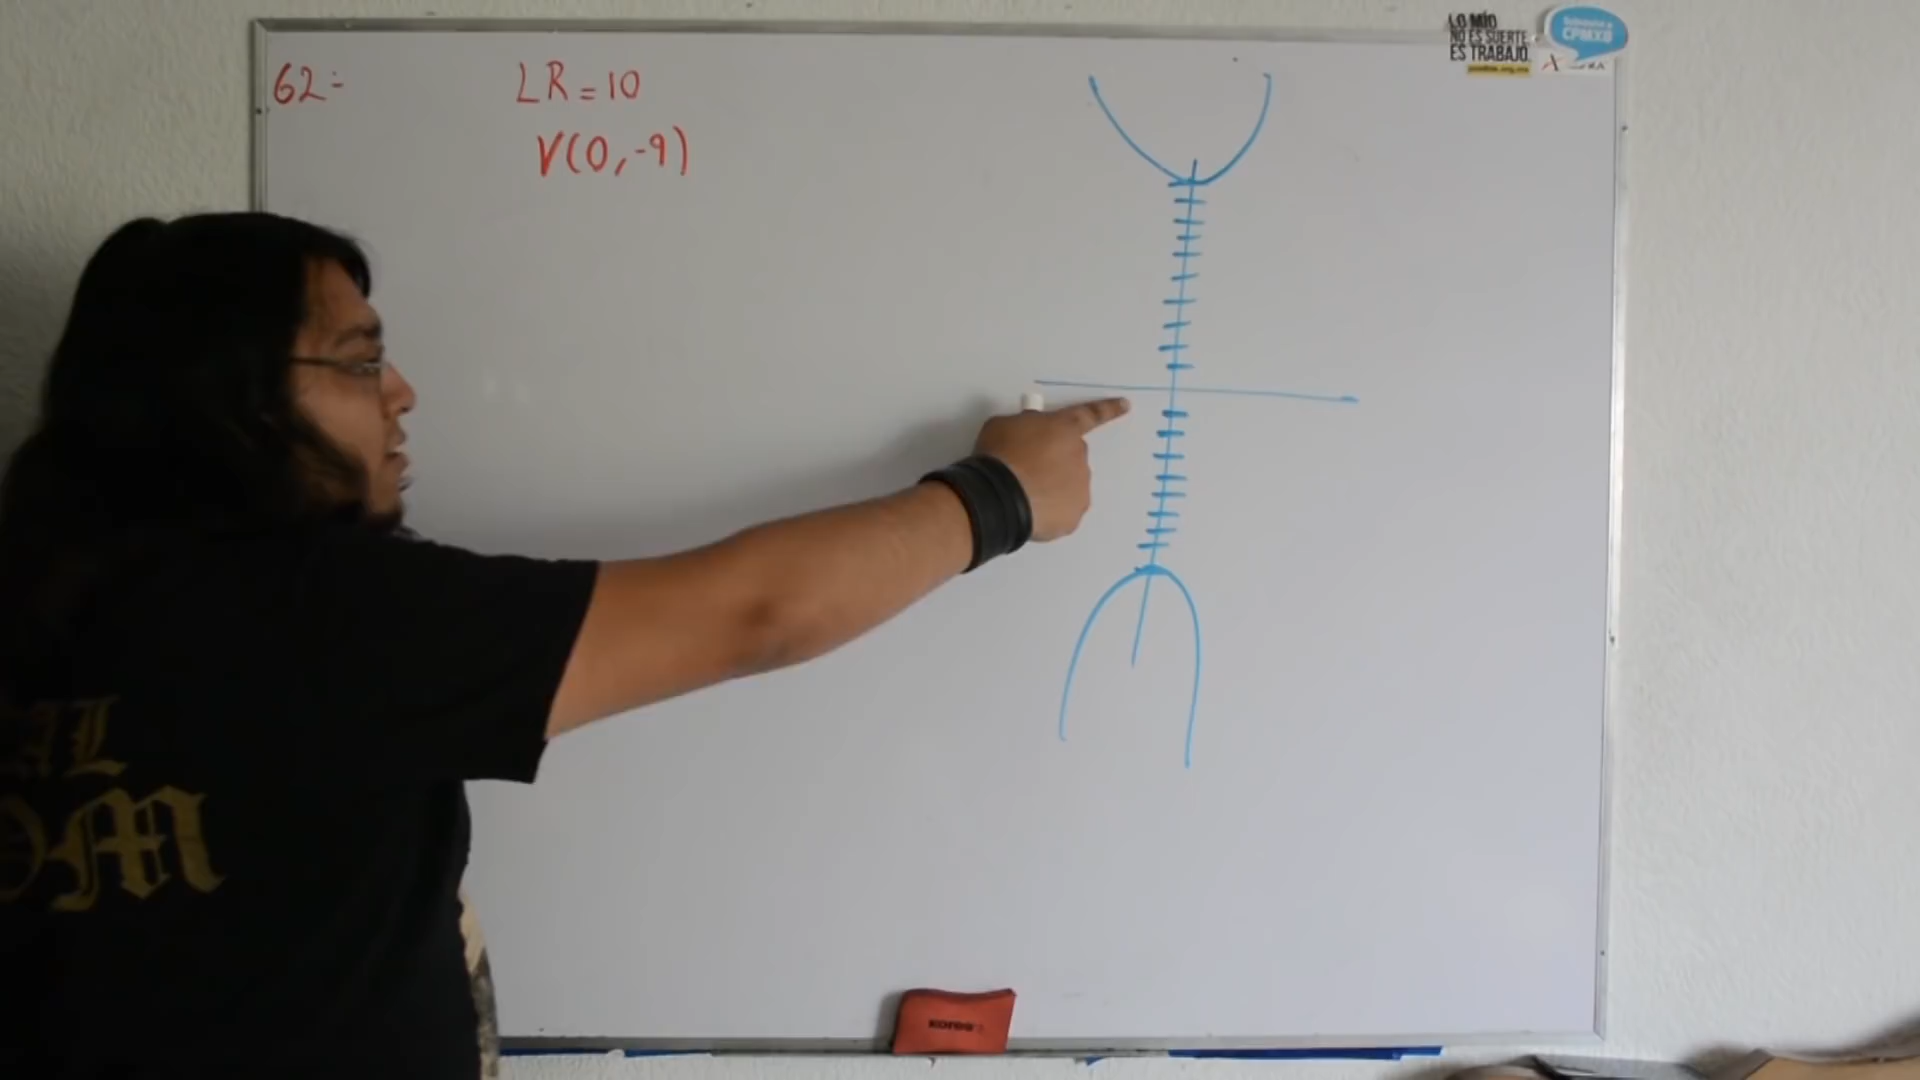 62:
LR = 10
V(0, -9)
LO MÍO
NO ES SUERTE,
ES TRABAJO.
CPMX8